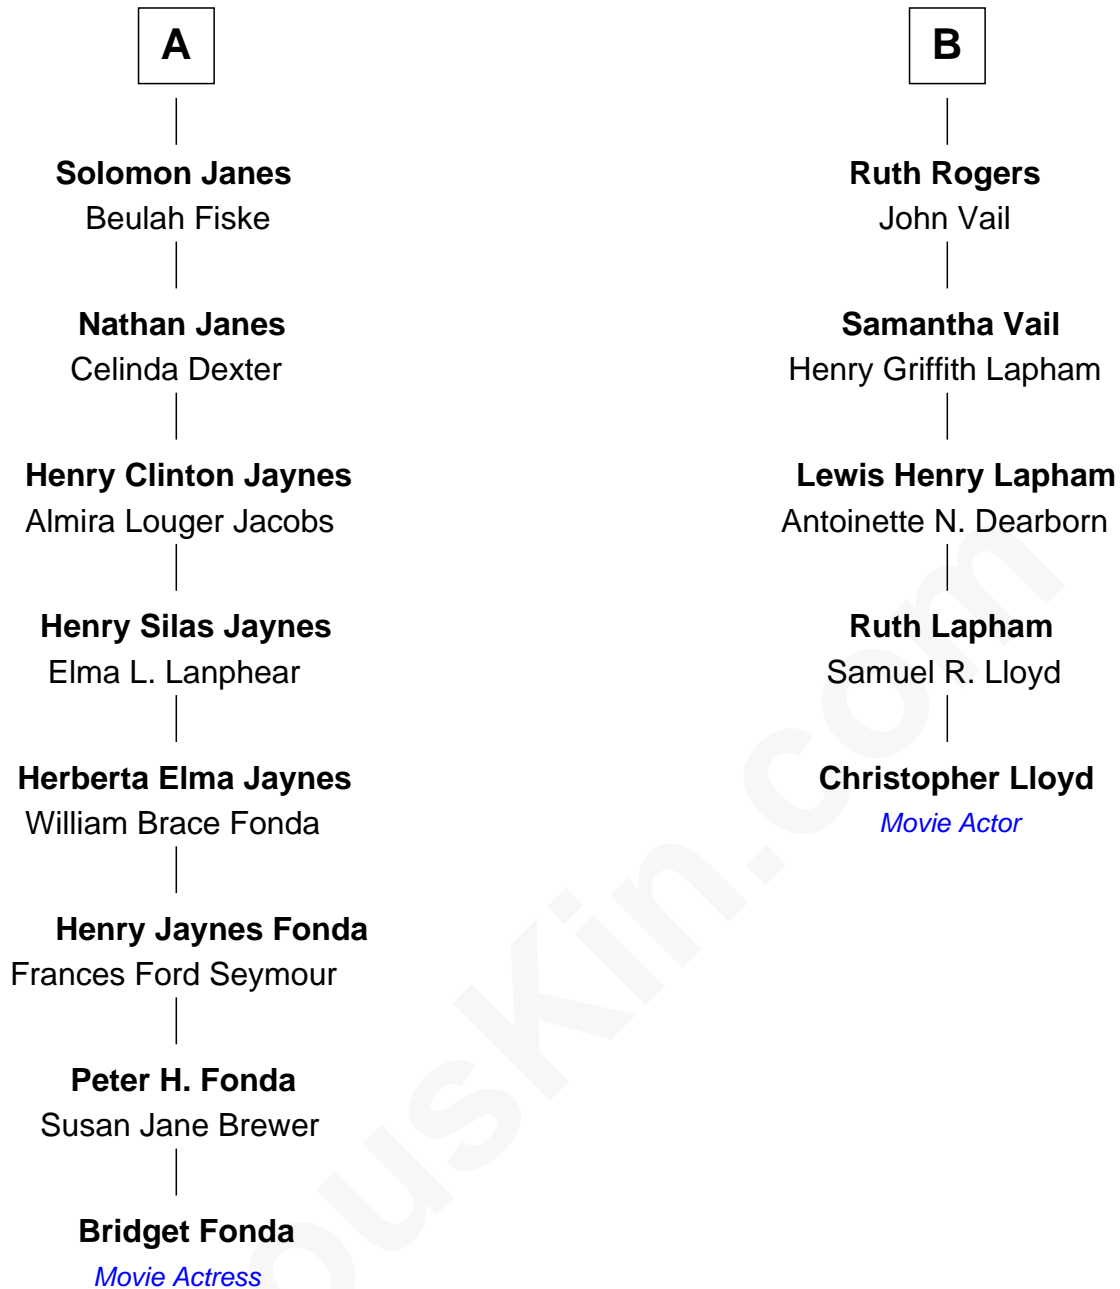 A
Solomon Janes
Beulah Fiske
Nathan Janes
Celinda Dexter
Henry Clinton Jaynes
Almira Louger Jacobs
Henry Silas Jaynes
Elma L. Lanphear
Herberta Elma Jaynes
William Brace Fonda
Henry Jaynes Fonda
Frances Ford Seymour
Peter H. Fonda
Susan Jane Brewer
Bridget Fonda
Movie Actress
B
Ruth Rogers
John Vail
Samantha Vail
Henry Griffith Lapham
Lewis Henry Lapham
Antoinette N. Dearborn
Ruth Lapham
Samuel R. Lloyd
Christopher Lloyd
Movie Actor
ousKin.com